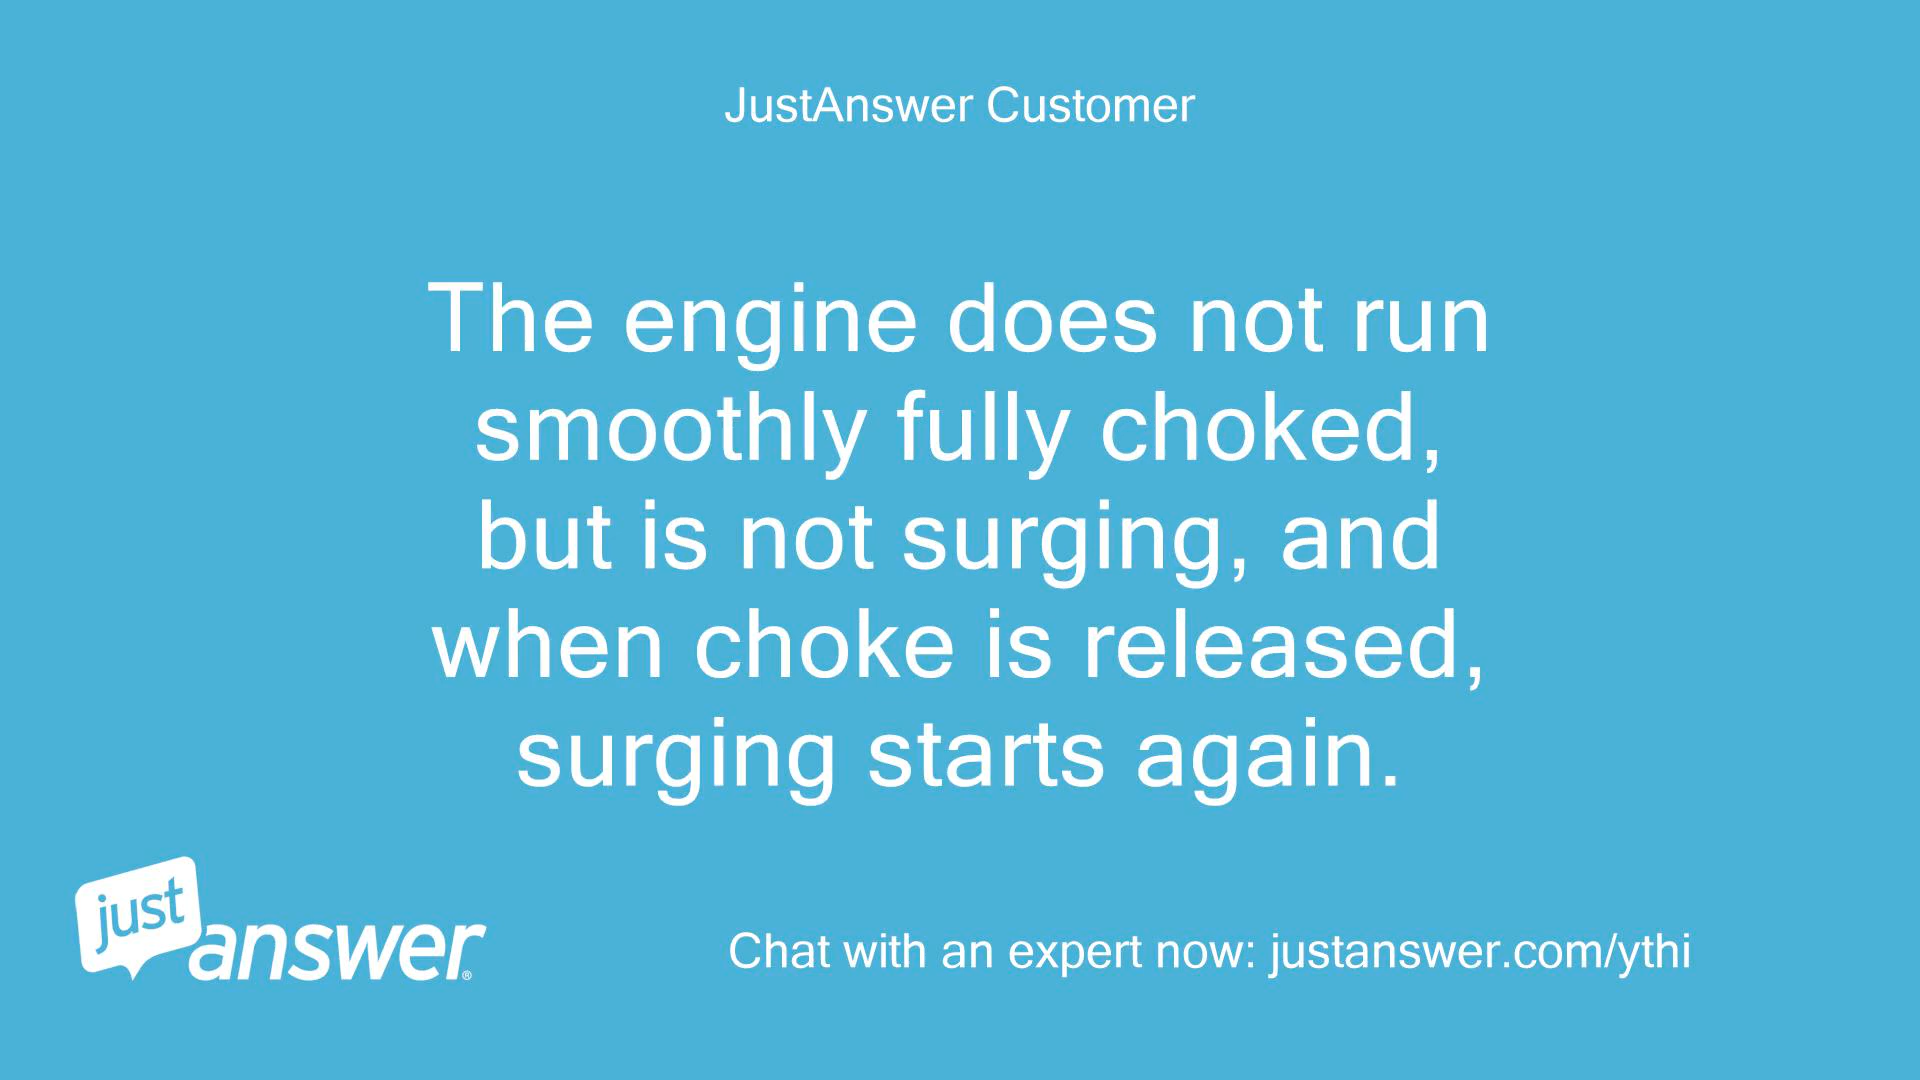 JustAnswer Customer
The engine does not run
smoothly fully choked,
but is not surging, and
when choke is released,
surging starts again.
just
answer®
Chat with an expert now: justanswer.com/ythi